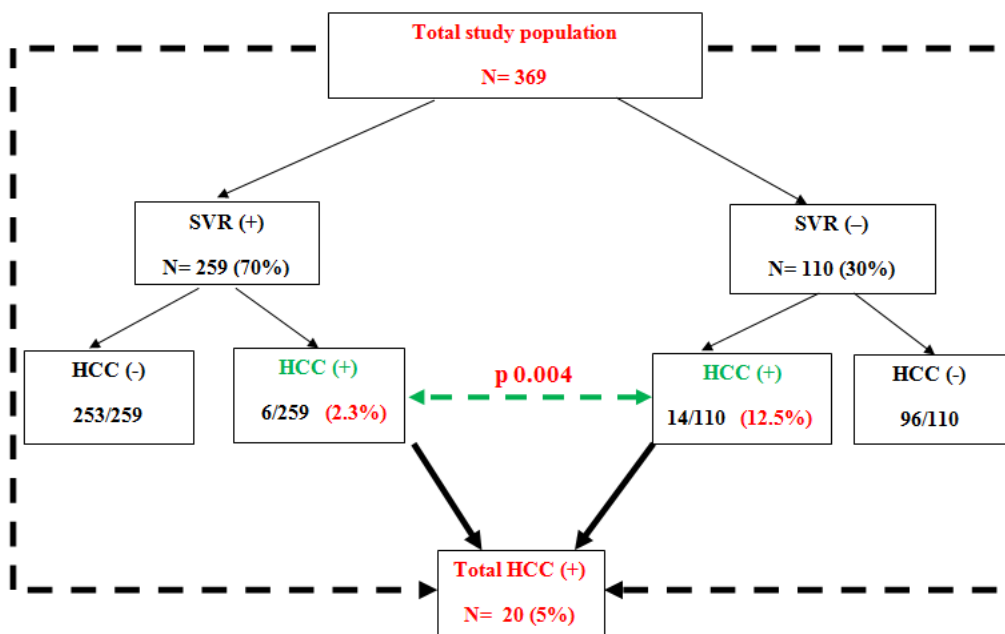 Total study population
N= 369
SVR (+)
N= 259 (70%)
SVR (–)
N= 110 (30%)
HCC (-)
253/259
HCC (+)
6/259 (2.3%)
p 0.004
HCC (+)
14/110 (12.5%)
HCC (-)
96/110
Total HCC (+)
N= 20 (5%)